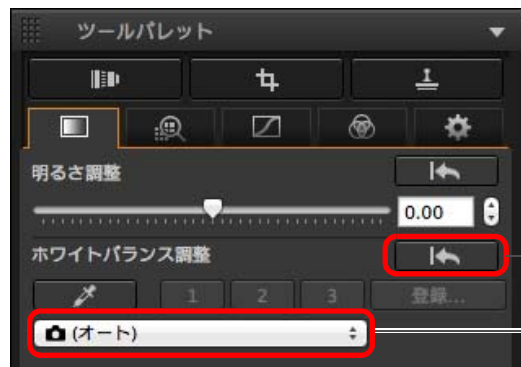 ツールパレット
明るさ調整
0.00
ホワイトバランス調整
1 2 3 登録...
(オート)